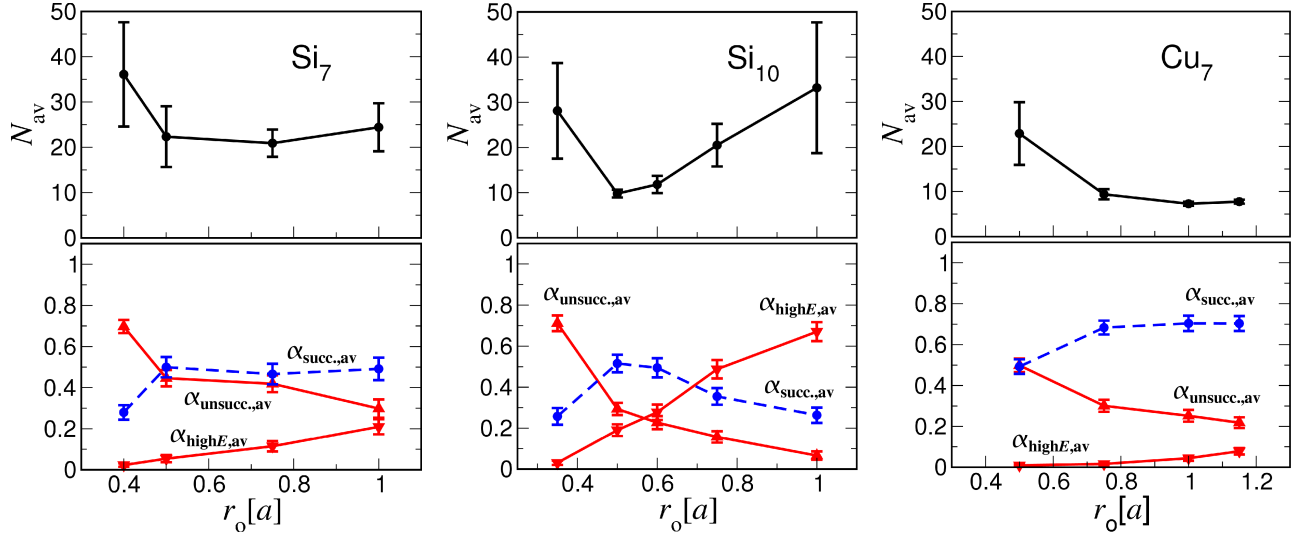 50
40
30
20
10
0
N_av
Si_7
50
40
30
20
10
0
N_av
Si_10
50
40
30
20
10
0
N_av
Cu_7
1
0.8
0.6
0.4
0.2
0
α_succ.,av
α_unsucc.,av
α_highE,av
0.4 0.6 0.8 1
r_o[a]
1
0.8
0.6
0.4
0.2
0
α_unsucc.,av
α_highE,av
α_succ.,av
0.4 0.6 0.8 1
r_o[a]
1
0.8
0.6
0.4
0.2
0
α_succ.,av
α_unsucc.,av
α_highE,av
0.4 0.6 0.8 1 1.2
r_o[a]